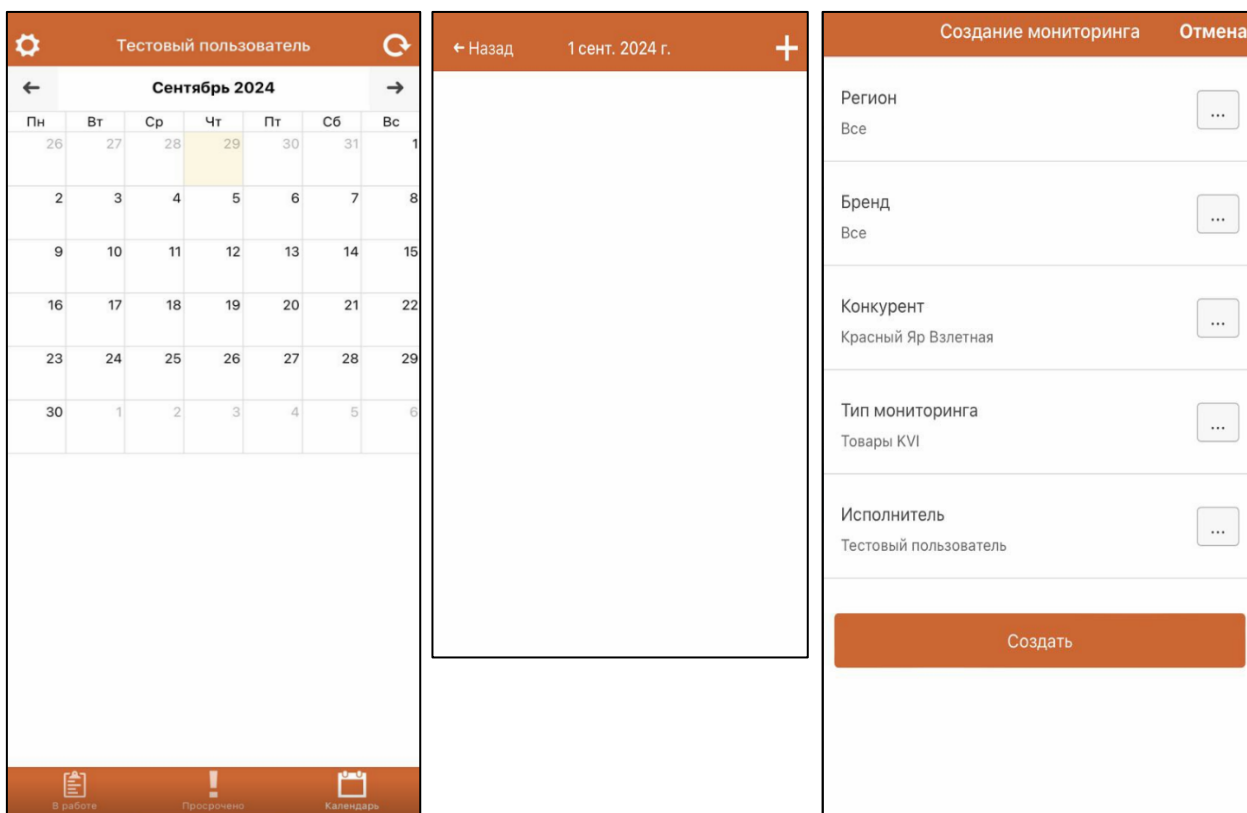 Тестовый пользователь
Сентябрь 2024
Пн Вт Ср Чт Пт Сб Вс
26 27 28 29 30 31 1
2 3 4 5 6 7 8
9 10 11 12 13 14 15
16 17 18 19 20 21 22
23 24 25 26 27 28 29
30 1 2 3 4 5 6
В работе Просрочено Календарь
Назад 1 сент. 2024 г.
Создание мониторинга Отмена
Регион
Все
...
Бренд
Все
...
Конкурент
Красный Яр Взлетная
...
Тип мониторинга
Товары KVI
...
Исполнитель
Тестовый пользователь
...
Создать